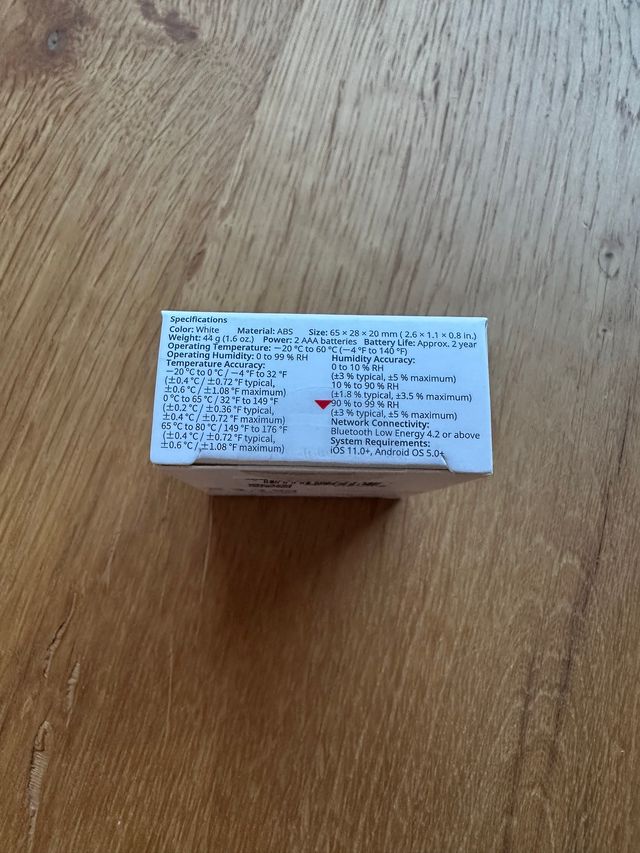 Specifications
Color: White Material: ABS Size: 65 × 28 × 20 mm ( 2.6 × 1.1 × 0.8 in.)
Weight: 44 g (1.6 oz.) Power: 2 AAA batteries Battery Life: Approx. 2 year
Operating Temperature: −20 °C to 60 °C (−4 °F to 140 °F)
Operating Humidity: 0 to 99 % RH
Temperature Accuracy:
−20 °C to 0 °C / −4 °F to 32 °F
(±0.4 °C / ±0.72 °F typical,
±0.6 °C / ±1.08 °F maximum)
0 °C to 65 °C / 32 °F to 149 °F
(±0.2 °C / ±0.36 °F typical,
±0.4 °C / ±0.72 °F maximum)
65 °C to 80 °C / 149 °F to 176 °F
(±0.4 °C / ±0.72 °F typical,
±0.6 °C / ±1.08 °F maximum)
Humidity Accuracy:
0 to 10 % RH
(±3 % typical, ±5 % maximum)
10 % to 90 % RH
(±1.8 % typical, ±3.5 % maximum)
90 % to 99 % RH
(±3 % typical, ±5 % maximum)
Network Connectivity:
Bluetooth Low Energy 4.2 or above
System Requirements:
iOS 11.0+, Android OS 5.0+